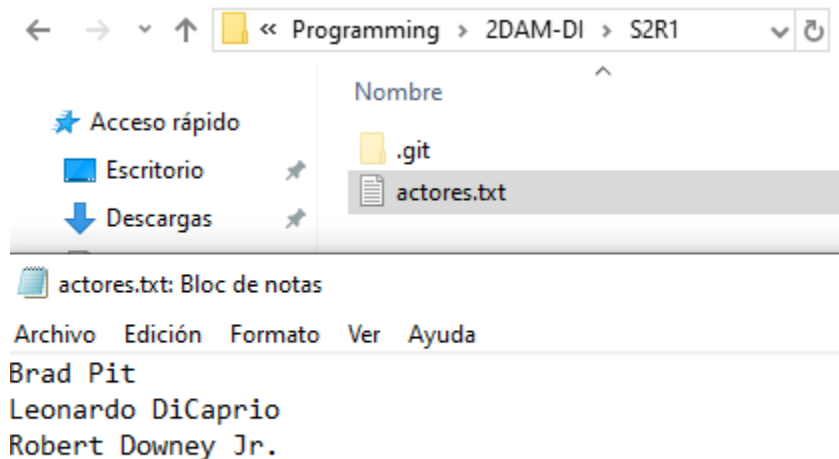 « Programming > 2DAM-DI > S2R1
Nombre
Acceso rápido
.git
Escritorio
actores.txt
Descargas
actores.txt: Bloc de notas
Archivo Edición Formato Ver Ayuda
Brad Pit
Leonardo DiCaprio
Robert Downey Jr.